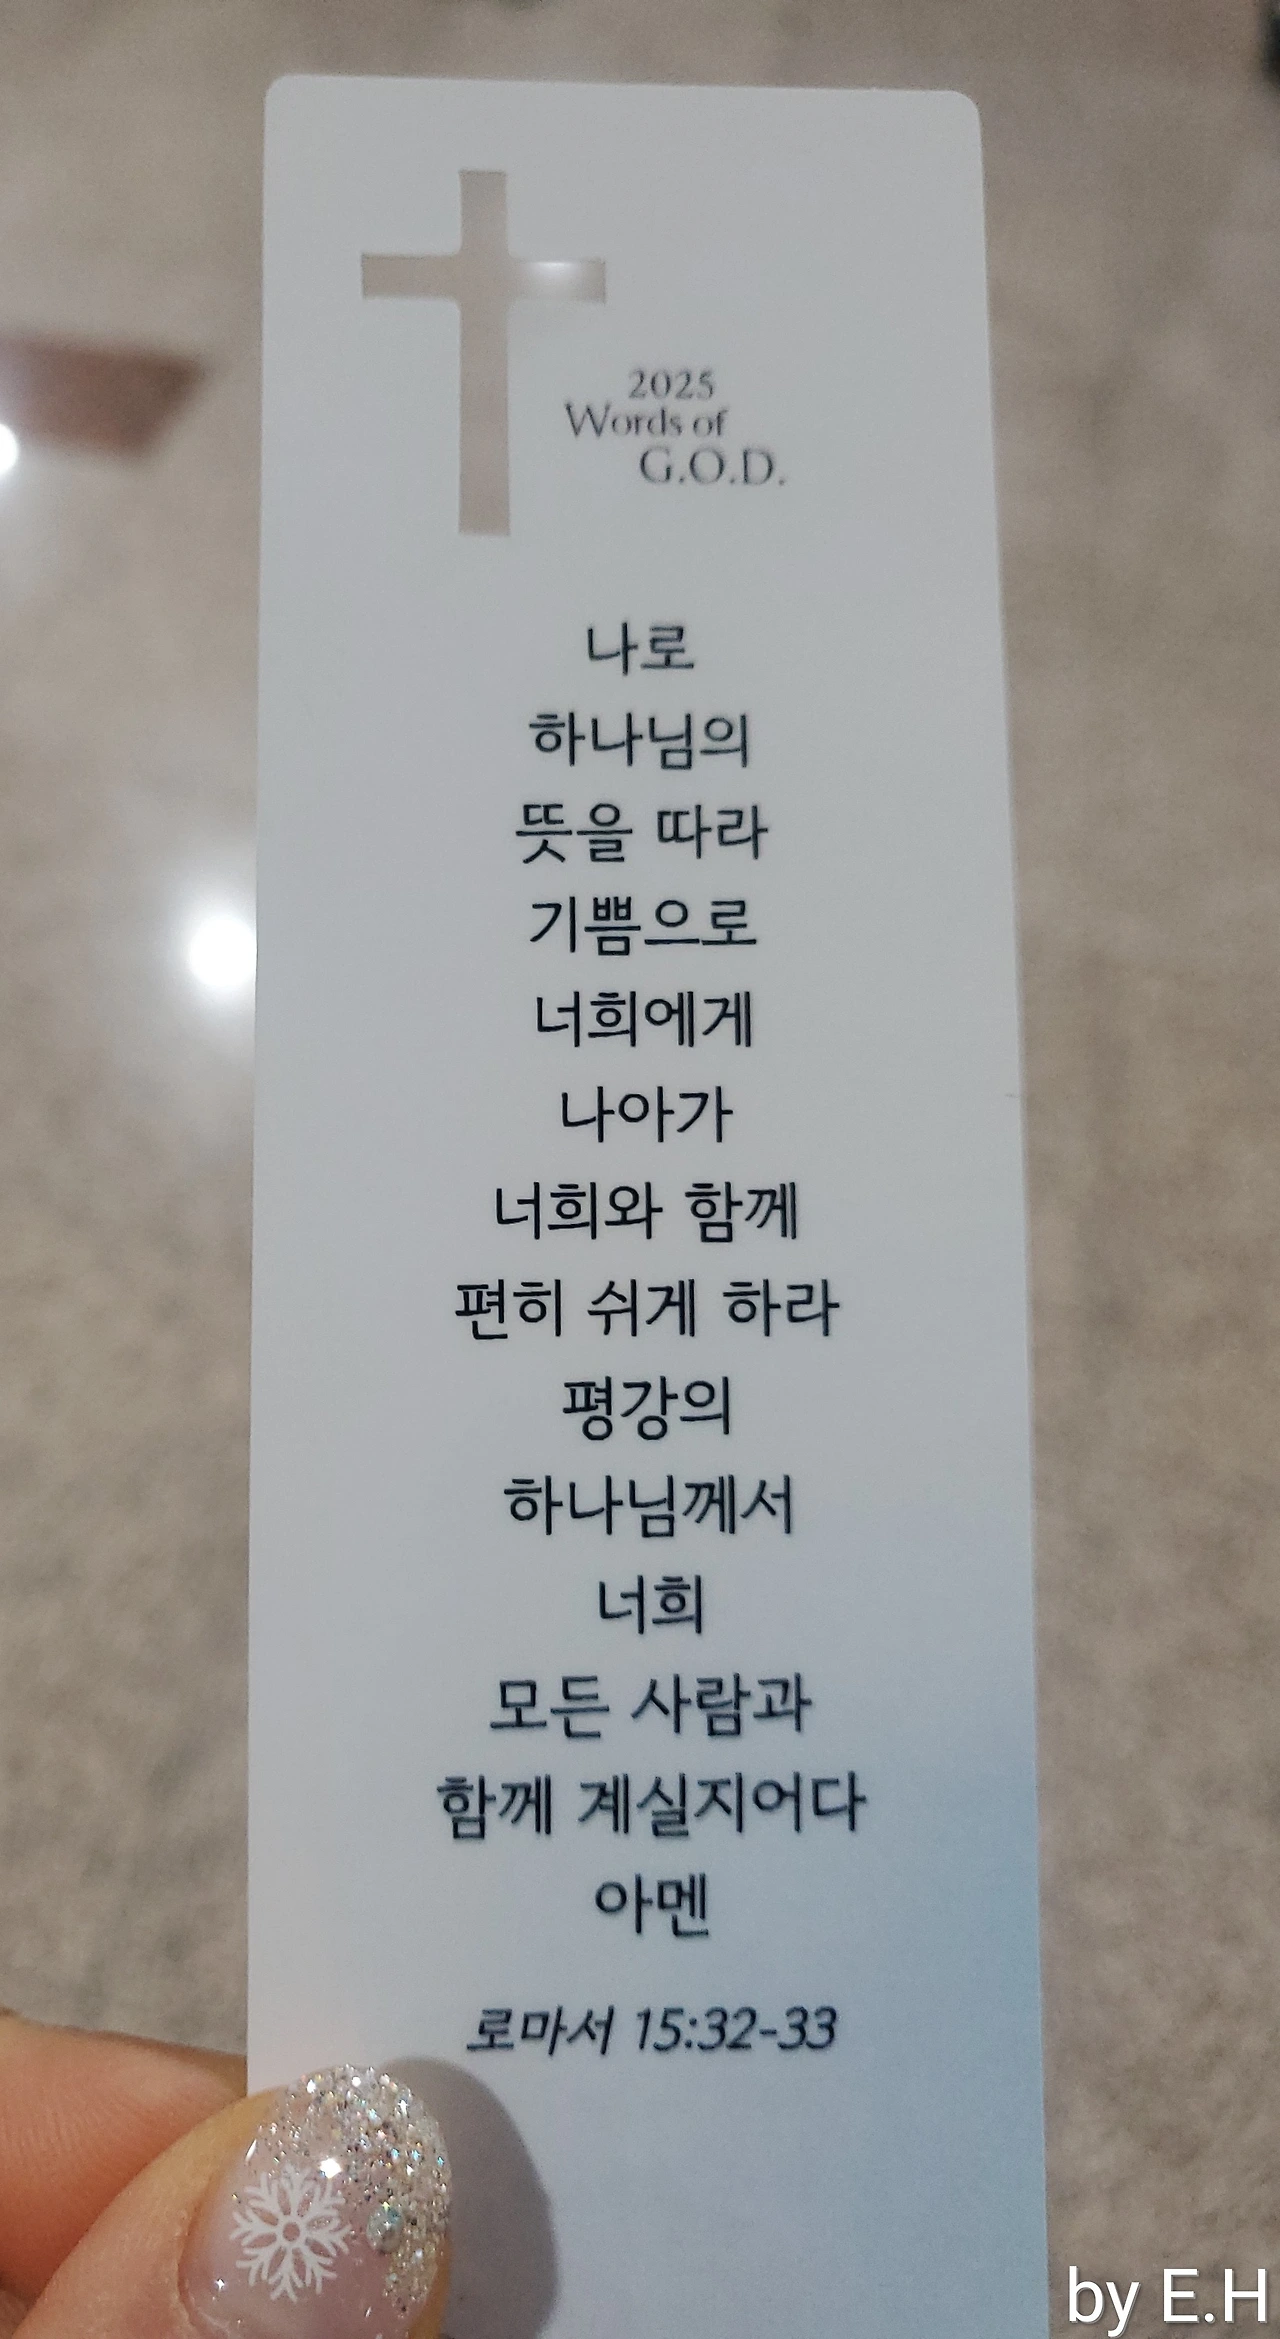 2025
Words of
G.O.D.
나로
하나님의
뜻을 따라
기쁨으로
너희에게
나아가
너희와 함께
편히 쉬게 하라
평강의
하나님께서
너희
모든 사람과
함께 계실지어다
아멘
로마서 15:32-33
by E.H